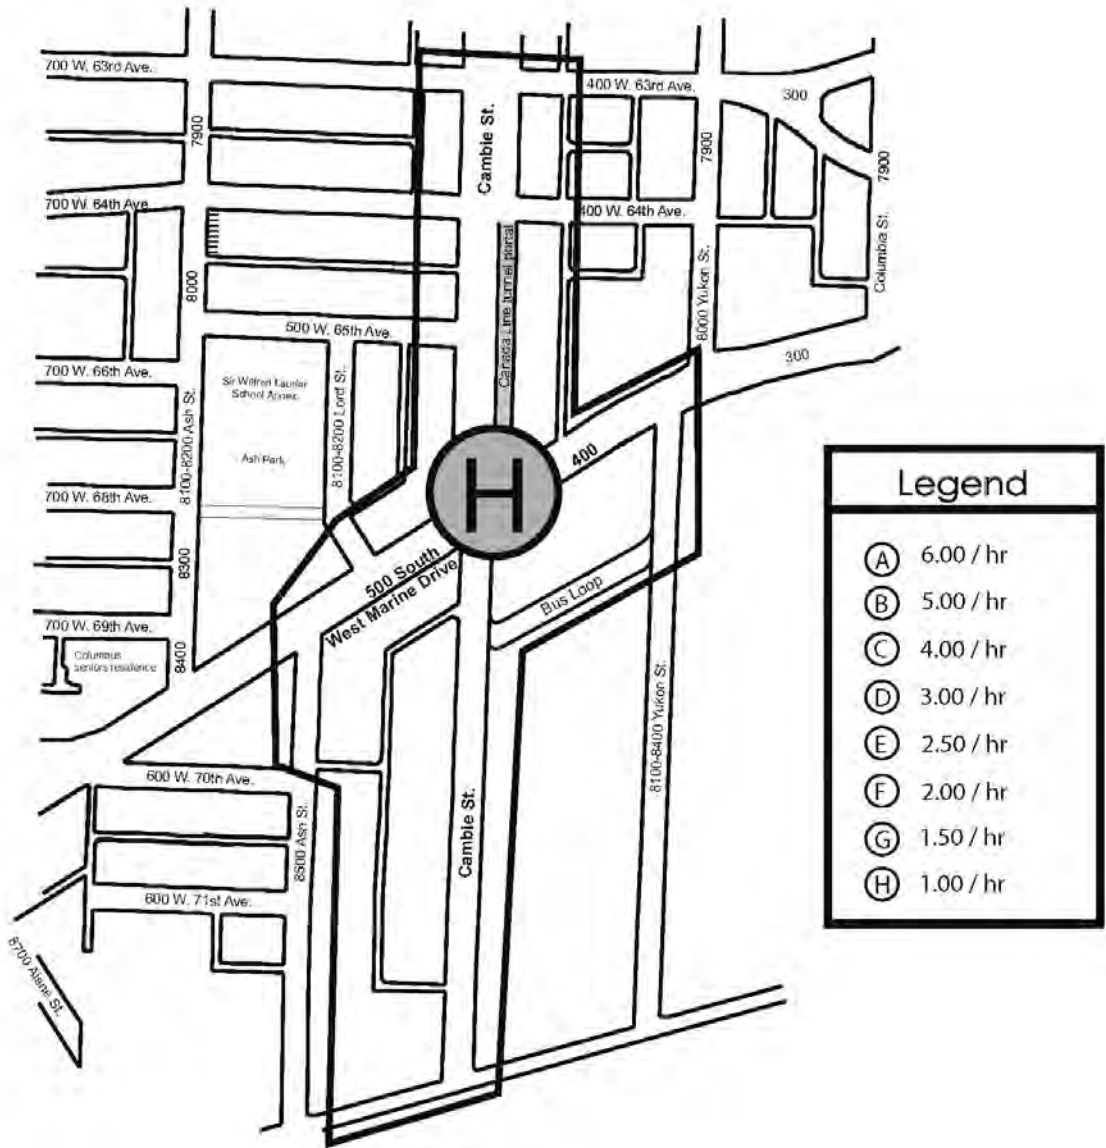 700 W. 63rd Ave.
400 W. 63rd Ave.
300
7900
7900
7900
Cambie St.
700 W. 64th Ave.
400 W. 64th Ave.
Columbia St.
8000
Canada Line tunnel portal
8000 Yukon St.
500 W. 65th Ave.
300
700 W. 66th Ave.
Sir Wilfred Laurier
School Annex
8100-8200 Ash St.
8100-8200 Lord St.
Ash Park
400
H
700 W. 68th Ave.
8300
500 South
West Marine Drive
Bus Loop
700 W. 69th Ave.
8400
Columbus
seniors residence
8100-8400 Yukon St.
600 W. 70th Ave.
8500 Ash St.
Cambie St.
600 W. 71st Ave.
Legend
A 6.00 / hr
B 5.00 / hr
C 4.00 / hr
D 3.00 / hr
E 2.50 / hr
F 2.00 / hr
G 1.50 / hr
H 1.00 / hr